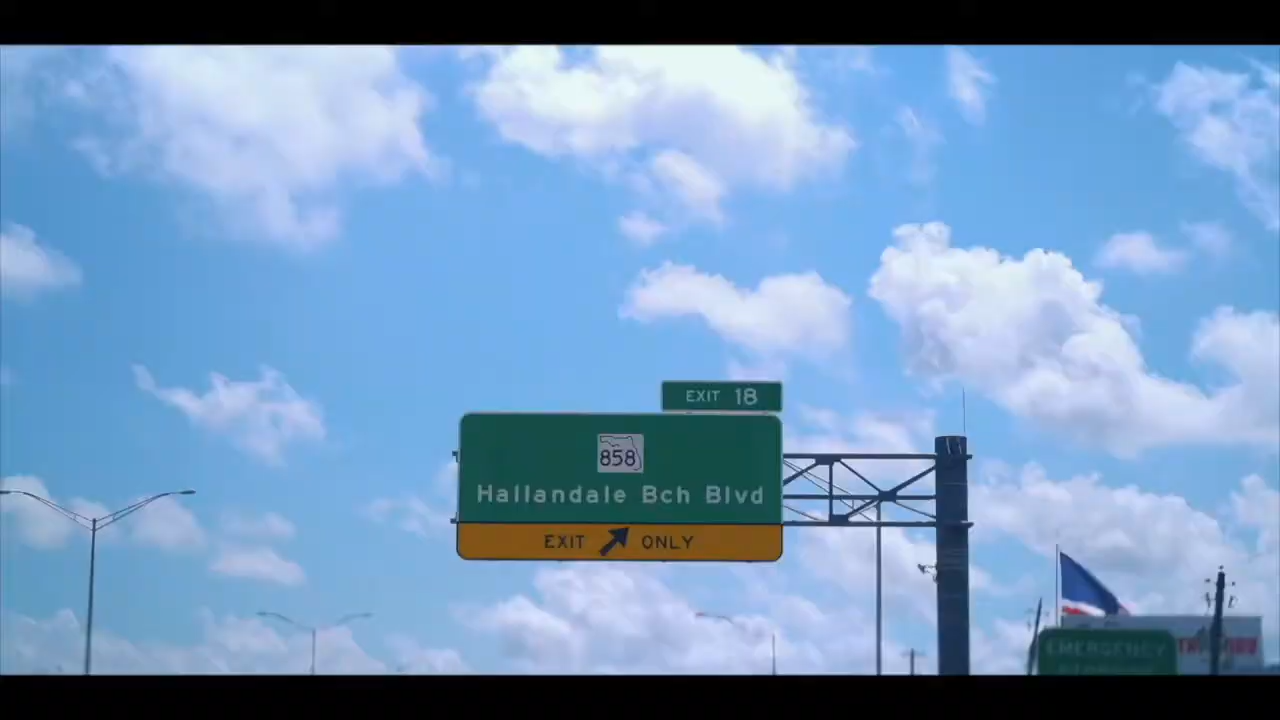 EXIT 18
858
Hallandale Bch Blvd
EXIT ONLY
EMERGENCY